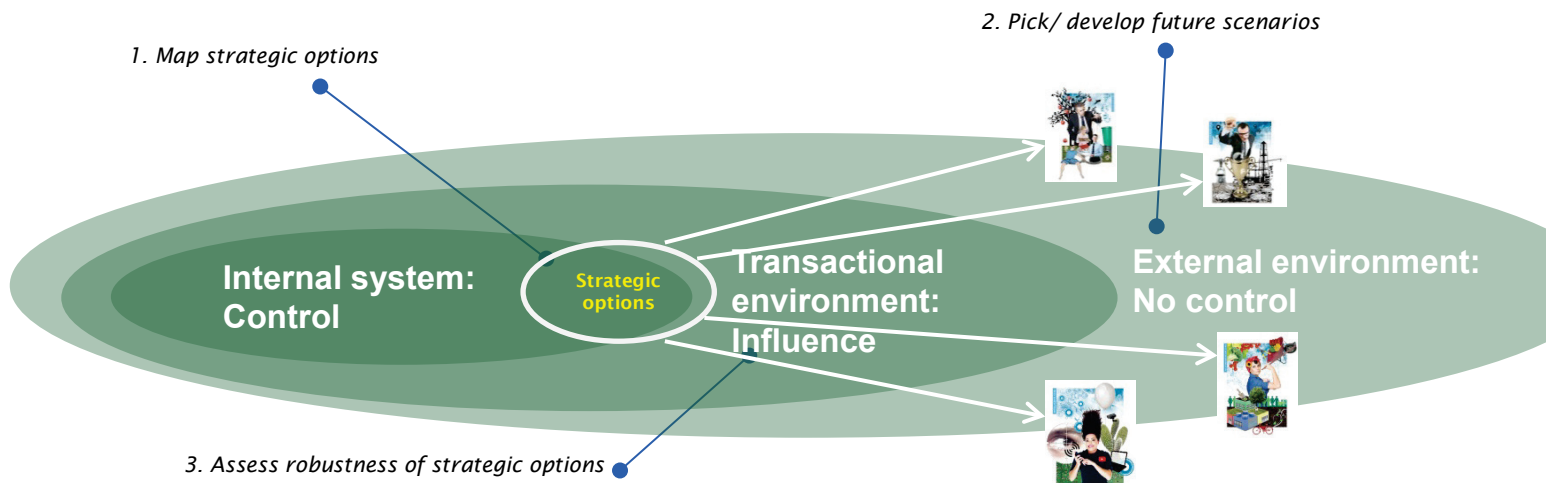 2. Pick/ develop future scenarios
1. Map strategic options
Internal system:
Control
Strategic
options
Transactional
environment:
Influence
External environment:
No control
3. Assess robustness of strategic options